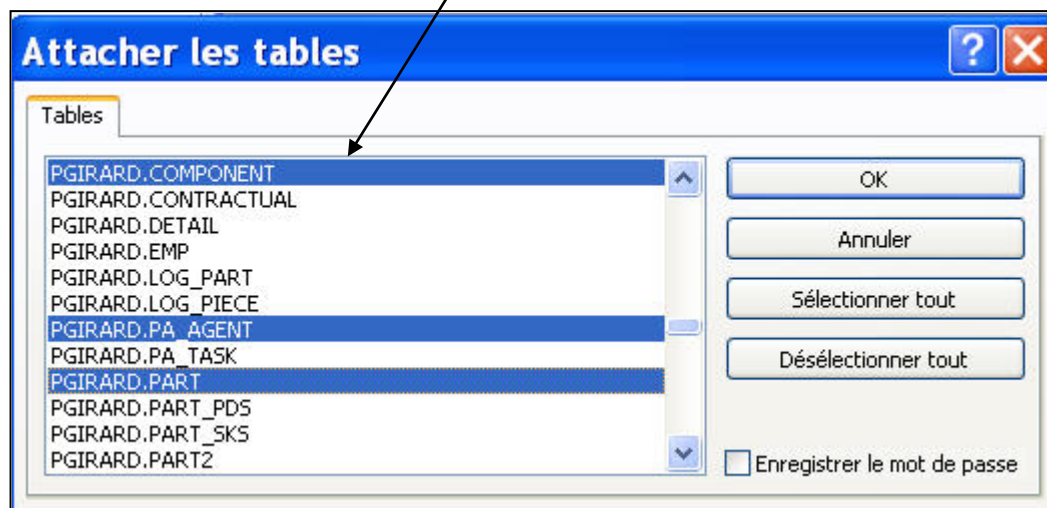 Attacher les tables
Tables
PGIRARD.COMPONENT
PGIRARD.CONTRACTUAL
PGIRARD.DETAIL
PGIRARD.EMP
PGIRARD.LOG_PART
PGIRARD.LOG_PIECE
PGIRARD.PA_AGENT
PGIRARD.PA_TASK
PGIRARD.PART
PGIRARD.PART_PDS
PGIRARD.PART_SKS
PGIRARD.PART2
OK
Annuler
Sélectionner tout
Désélectionner tout
Enregistrer le mot de passe